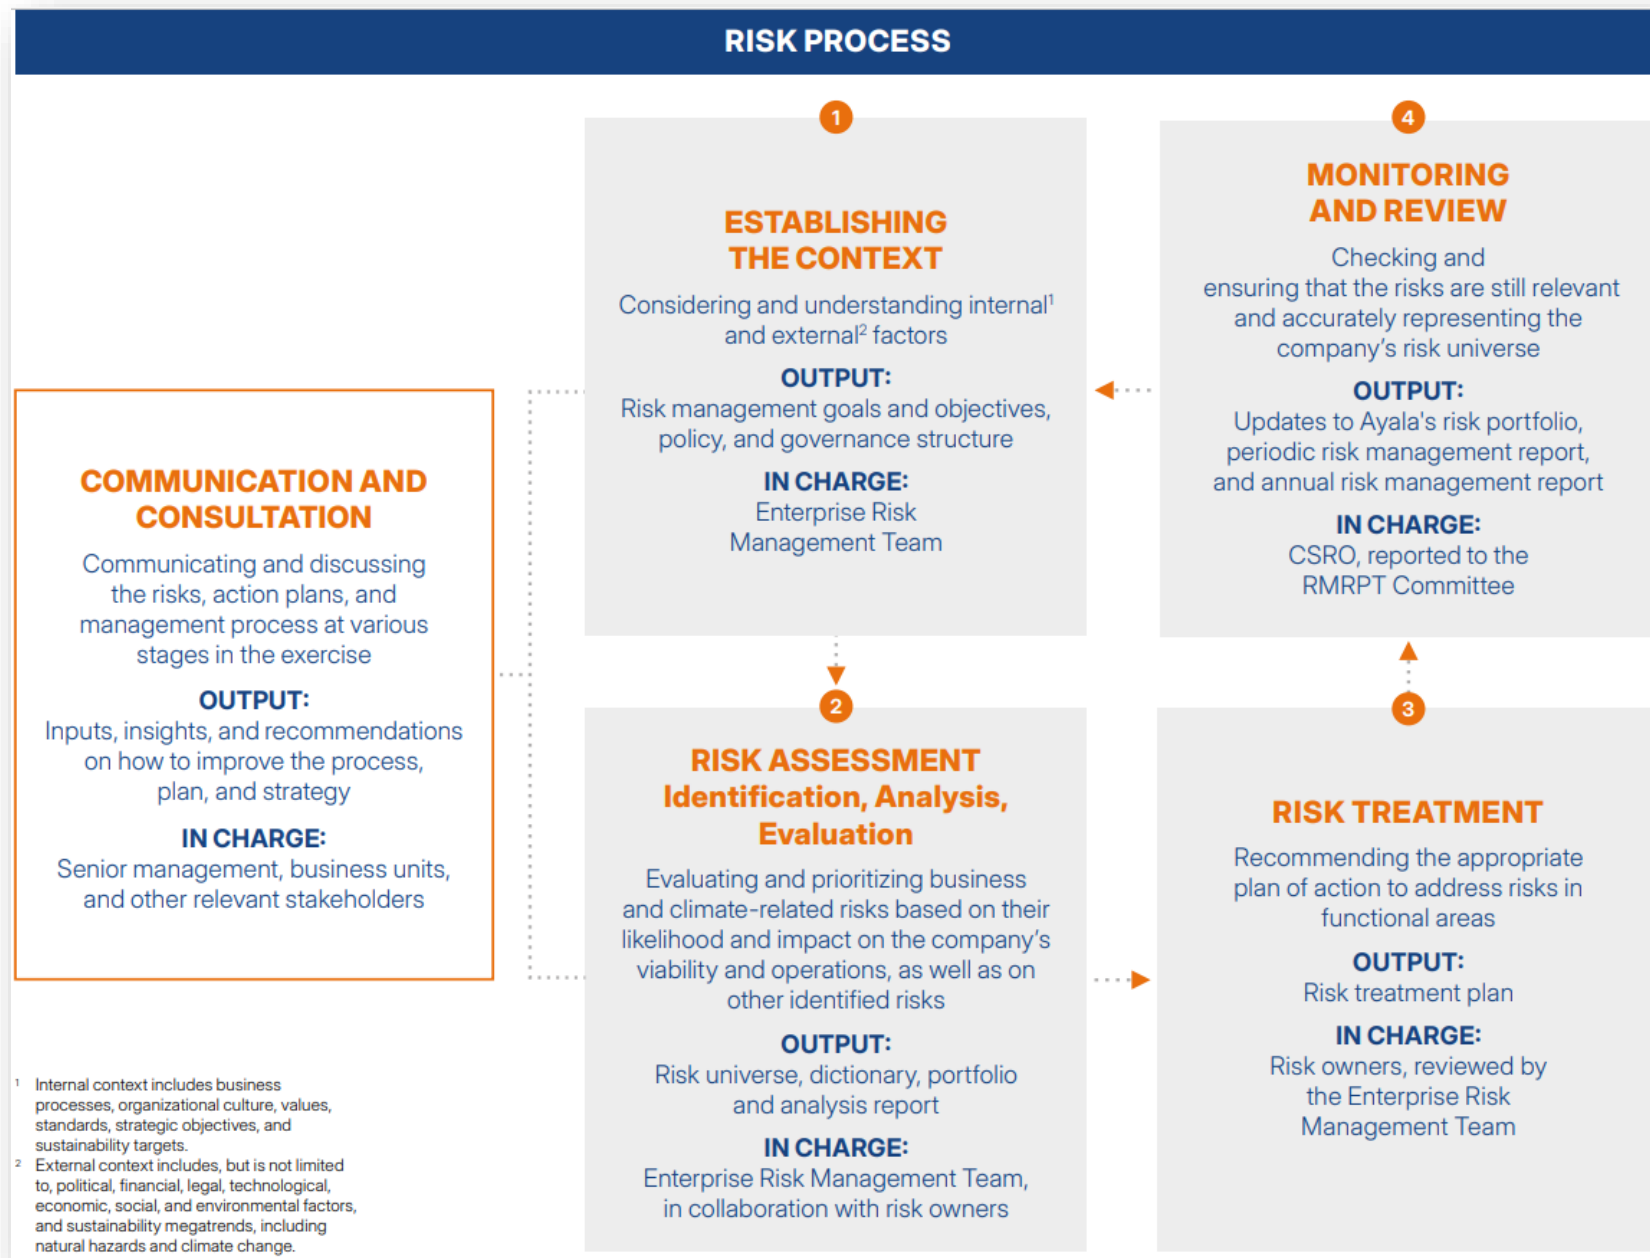 RISK PROCESS
1
ESTABLISHING
THE CONTEXT
Considering and understanding internal¹
and external² factors
OUTPUT:
Risk management goals and objectives,
policy, and governance structure
IN CHARGE:
Enterprise Risk
Management Team
4
MONITORING
AND REVIEW
Checking and
ensuring that the risks are still relevant
and accurately representing the
company's risk universe
OUTPUT:
Updates to Ayala's risk portfolio,
periodic risk management report,
and annual risk management report
IN CHARGE:
CSRO, reported to the
RMRPT Committee
COMMUNICATION AND
CONSULTATION
Communicating and discussing
the risks, action plans, and
management process at various
stages in the exercise
OUTPUT:
Inputs, insights, and recommendations
on how to improve the process,
plan, and strategy
IN CHARGE:
Senior management, business units,
and other relevant stakeholders
2
RISK ASSESSMENT
Identification, Analysis,
Evaluation
Evaluating and prioritizing business
and climate-related risks based on their
likelihood and impact on the company's
viability and operations, as well as on
other identified risks
OUTPUT:
Risk universe, dictionary, portfolio
and analysis report
IN CHARGE:
Enterprise Risk Management Team,
in collaboration with risk owners
3
RISK TREATMENT
Recommending the appropriate
plan of action to address risks in
functional areas
OUTPUT:
Risk treatment plan
IN CHARGE:
Risk owners, reviewed by
the Enterprise Risk
Management Team
¹ Internal context includes business
processes, organizational culture, values,
standards, strategic objectives, and
sustainability targets.
² External context includes, but is not limited
to, political, financial, legal, technological,
economic, social, and environmental factors,
and sustainability megatrends, including
natural hazards and climate change.